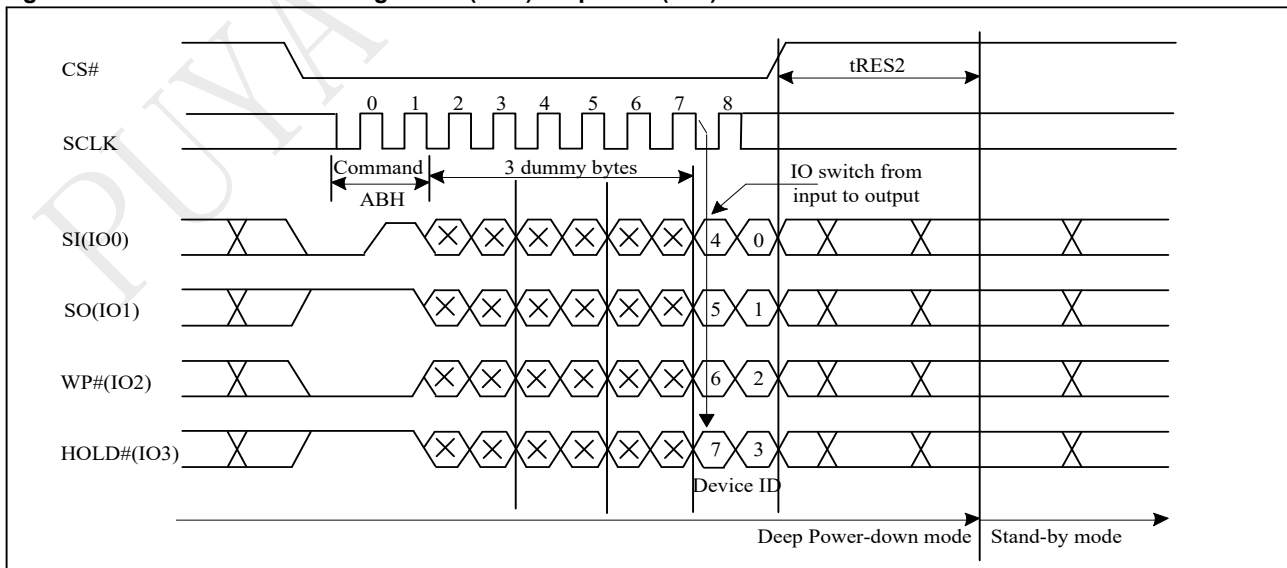 PUYA
CS#
tRES2
0 1 2 3 4 5 6 7 8
SCLK
Command
ABH
3 dummy bytes
IO switch from
input to output
SI(IO0)
4 0
SO(IO1)
5 1
WP#(IO2)
6 2
HOLD#(IO3)
7 3
Device ID
Deep Power-down mode
Stand-by mode